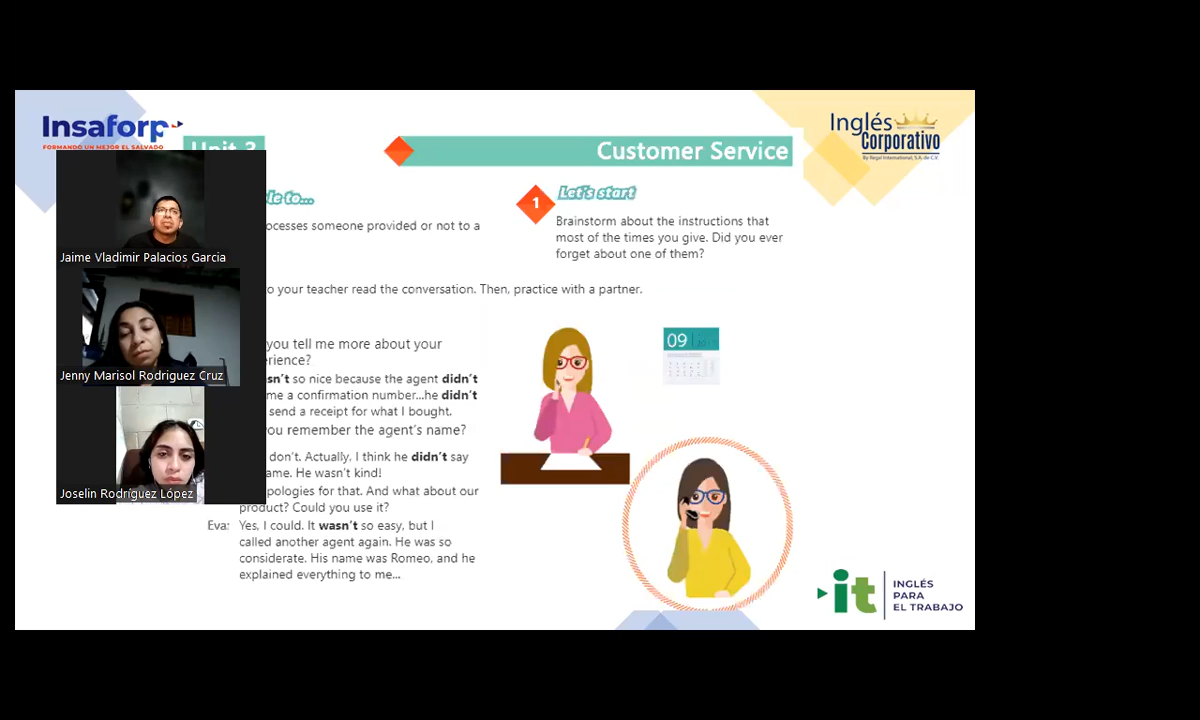 Insaforp
FORMANDO UN MEJOR EL SALVADOR
Unit 3
Customer Service
Inglés
Corporativo
By Regal International, S.A. de C.V.
le to...
1
Let's start
ocesses someone provided or not to a
Brainstorm about the instructions that
most of the times you give. Did you ever
forget about one of them?
o your teacher read the conversation. Then, practice with a partner.
Jaime Vladimir Palacios Garcia
Jenny Marisol Rodriguez Cruz
Joselin Rodríguez López
you tell me more about your
erience?
sn't so nice because the agent didn't
me a confirmation number...he didn't
send a receipt for what I bought.
you remember the agent's name?
don't. Actually, I think he didn't say
ame. He wasn't kind!
pologies for that. And what about our
product? Could you use it?
Eva: Yes, I could. It wasn't so easy, but I
called another agent again. He was so
considerate. His name was Romeo, and he
explained everything to me...
09
it
INGLÉS
PARA
EL TRABAJO